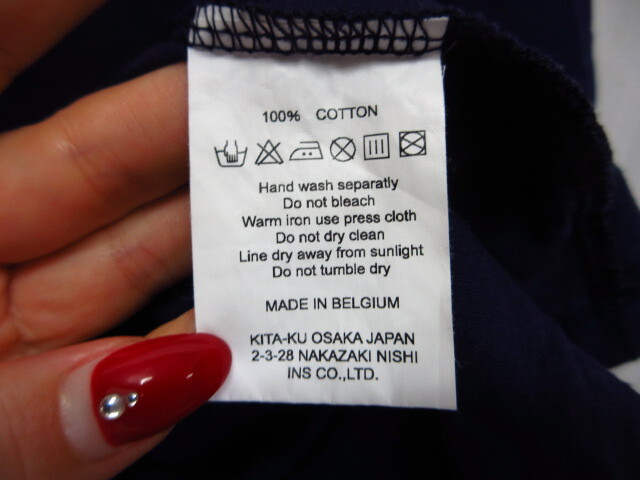 100% COTTON
Hand wash separatly
Do not bleach
Warm iron use press cloth
Do not dry clean
Line dry away from sunlight
Do not tumble dry
MADE IN BELGIUM
KITA-KU OSAKA JAPAN
2-3-28 NAKAZAKI NISHI
INS CO.,LTD.